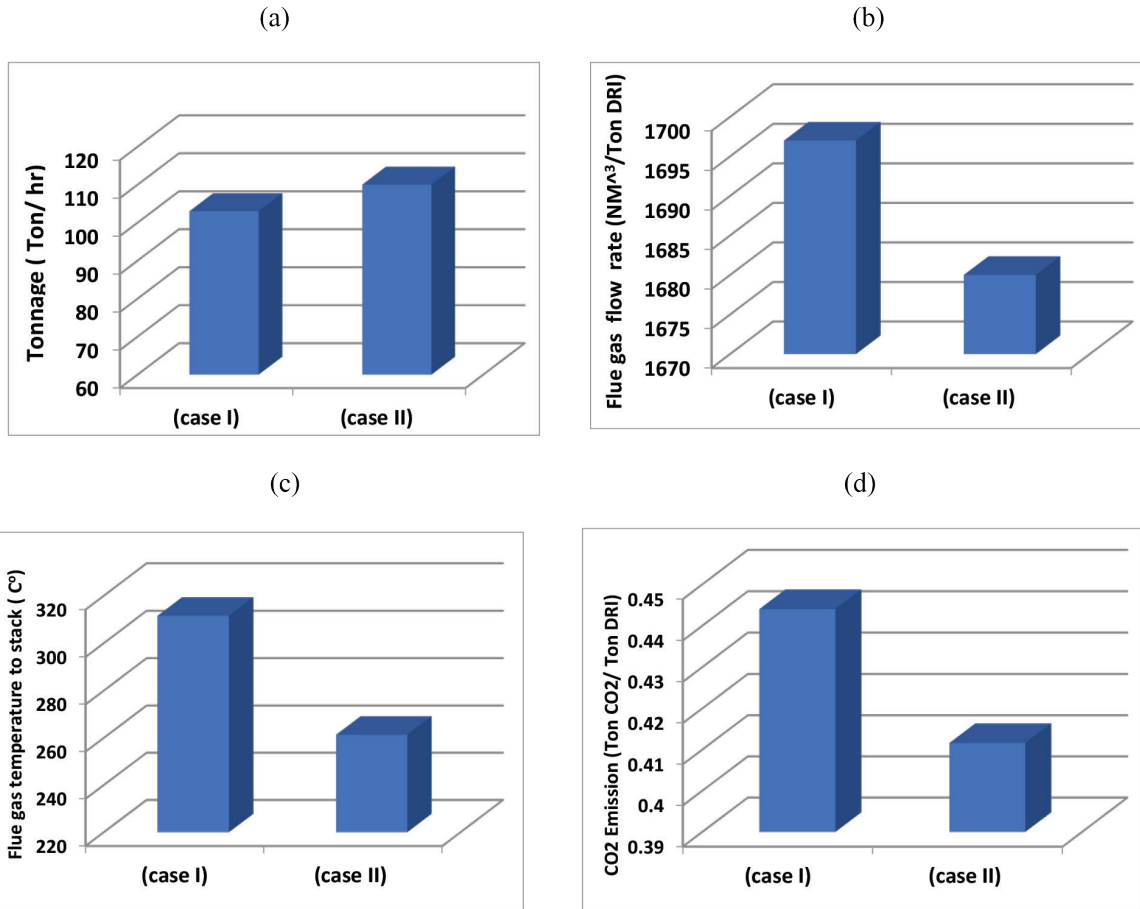 (a)
Tonnage ( Ton/ hr)
120
110
100
90
80
70
60
(case I)
(case II)
(b)
Flue gas flow rate (NM^³/Ton DRI)
1700
1695
1690
1685
1680
1675
1670
(case I)
(case II)
(c)
Flue gas temperature to stack ( Cº)
320
300
280
260
240
220
(case I)
(case II)
(d)
CO2 Emission (Ton CO2/ Ton DRI)
0.45
0.44
0.43
0.42
0.41
0.4
0.39
(case I)
(case II)